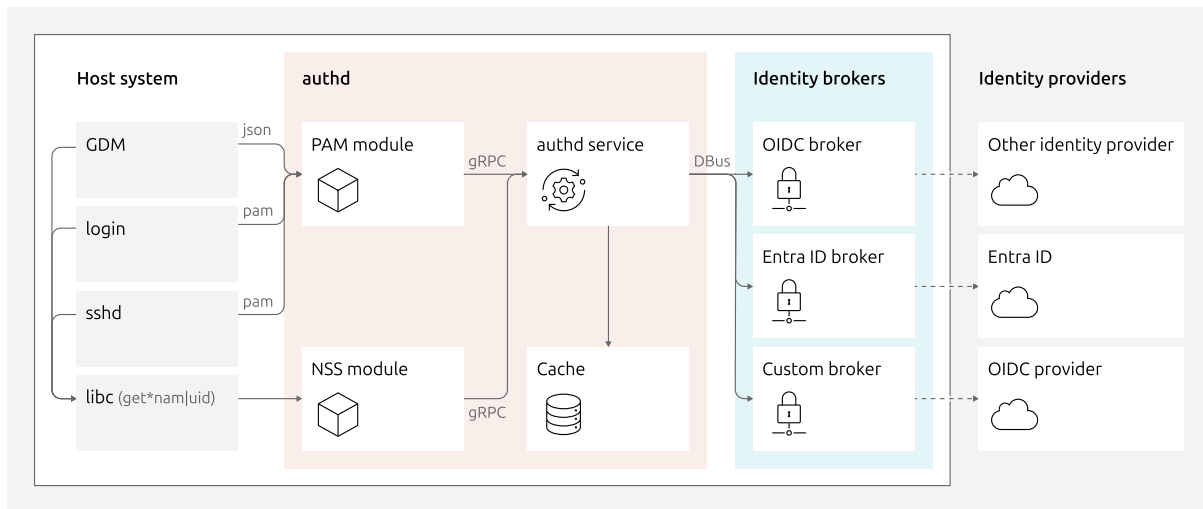 Host system
authd
Identity brokers
Identity providers
GDM
json
PAM module
gRPC
authd service
DBus
OIDC broker
Other identity provider
login
pam
Entra ID broker
Entra ID
sshd
pam
libc (get*nam|uid)
NSS module
gRPC
Cache
Custom broker
OIDC provider